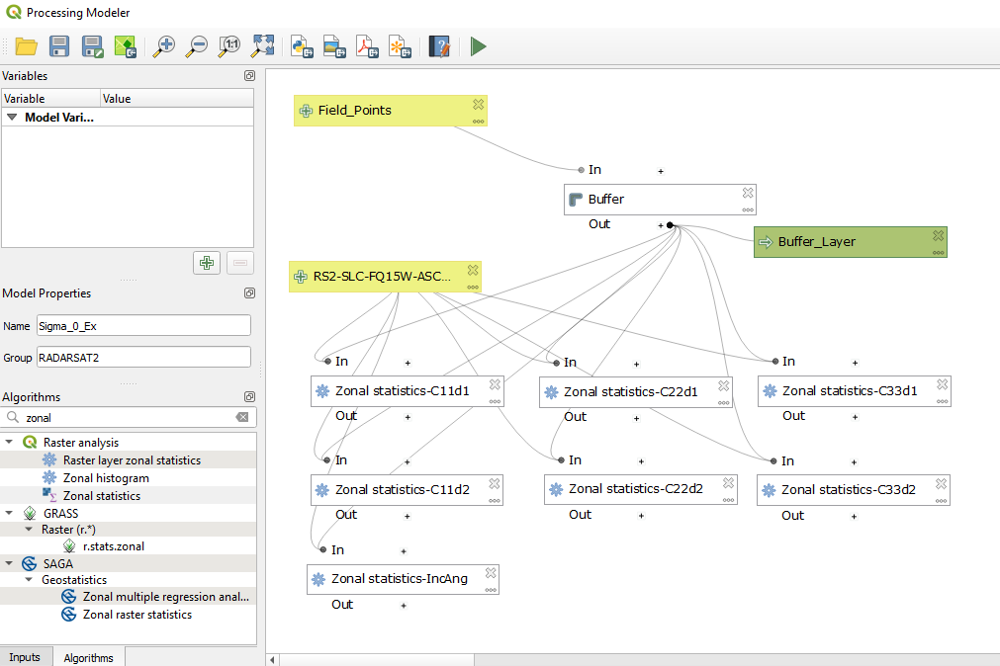 Processing Modeler
1:1
Variables
Variable Value
Model Vari...
Model Properties
Name Sigma_0_Ex
Group RADARSAT2
Algorithms
zonal
Raster analysis
Raster layer zonal statistics
Zonal histogram
Zonal statistics
GRASS
Raster (r.*)
r.stats.zonal
SAGA
Geostatistics
Zonal multiple regression anal...
Zonal raster statistics
Inputs Algorithms
Field_Points
In
Buffer
Out
Buffer_Layer
RS2-SLC-FQ15W-ASC...
In In In
Zonal statistics-C11d1 Zonal statistics-C22d1 Zonal statistics-C33d1
Out Out Out
In In In
Zonal statistics-C11d2 Zonal statistics-C22d2 Zonal statistics-C33d2
Out Out Out
In
Zonal statistics-IncAng
Out